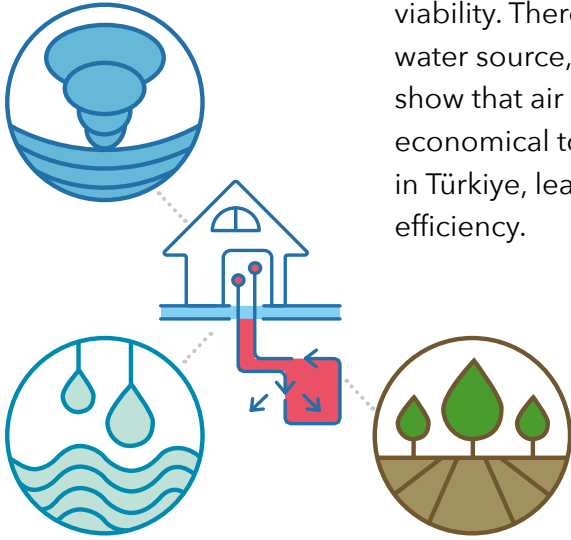 viability. There
water source,
show that air
economical to
in Türkiye, lea
efficiency.